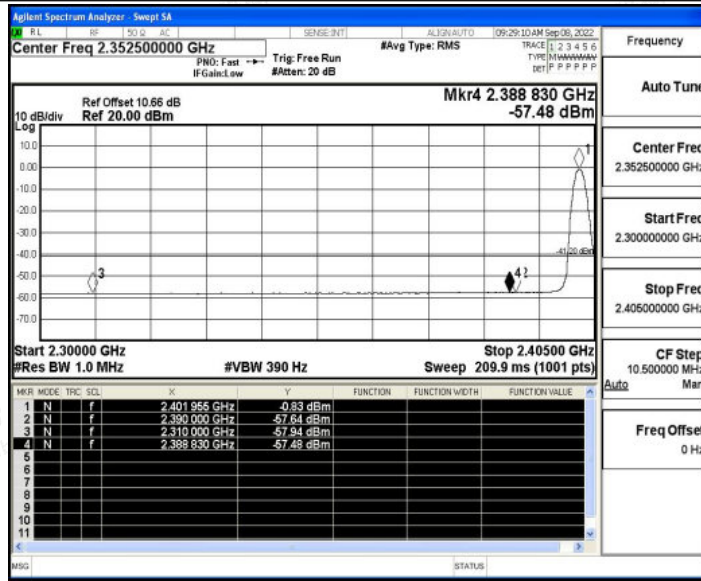 Agilent Spectrum Analyzer - Swept SA
RL RF 50 Ω AC SENSE:INT ALIGNAUTO 09:29:10 AM Sep 08, 2022
Center Freq 2.352500000 GHz #Avg Type: RMS TRACE 1 2 3 4 5 6
PNO: Fast Trig: Free Run TYPE MWWWWW
IFGain:Low #Atten: 20 dB DET P P P P P P
Frequency
Auto Tune
Mkr4 2.388 830 GHz
-57.48 dBm
Ref Offset 10.66 dB
10 dB/div Ref 20.00 dBm
Log
10.0
0.00
-10.0
-20.0
-30.0
-40.0
-50.0
-60.0
-70.0
1
-41.20 dBm
3
4 2
Start 2.30000 GHz Stop 2.40500 GHz
#Res BW 1.0 MHz #VBW 390 Hz Sweep 209.9 ms (1001 pts)
Center Freq
2.352500000 GHz
Start Freq
2.300000000 GHz
Stop Freq
2.405000000 GHz
CF Step
10.500000 MHz
Auto Man
Freq Offset
0 Hz
MKR MODE TRC SCL X Y FUNCTION FUNCTION WIDTH FUNCTION VALUE
1 N f 2.401 955 GHz -0.83 dBm
2 N f 2.390 000 GHz -57.64 dBm
3 N f 2.310 000 GHz -57.94 dBm
4 N f 2.388 830 GHz -57.48 dBm
5
6
7
8
9
10
11
MSG STATUS